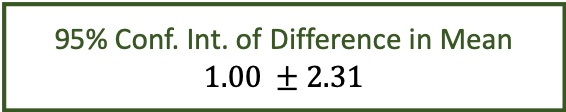 95% Conf. Int. of Difference in Mean
1.00 ± 2.31